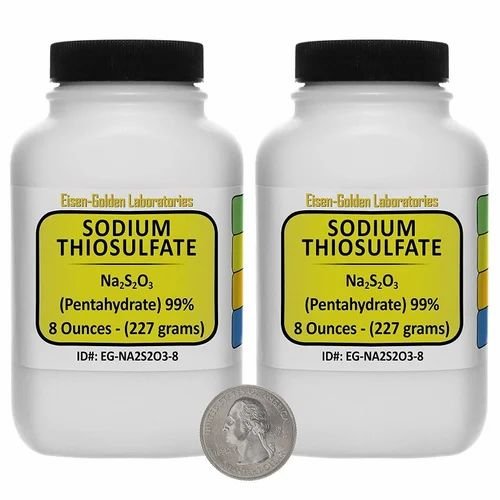 Eisen-Golden Laboratories
SODIUM
THIOSULFATE
Na₂S₂O₃
(Pentahydrate) 99%
8 Ounces - (227 grams)
ID#: EG-NA2S2O3-8
Eisen-Golden Laboratories
SODIUM
THIOSULFATE
Na₂S₂O₃
(Pentahydrate) 99%
8 Ounces - (227 grams)
ID#: EG-NA2S2O3-8